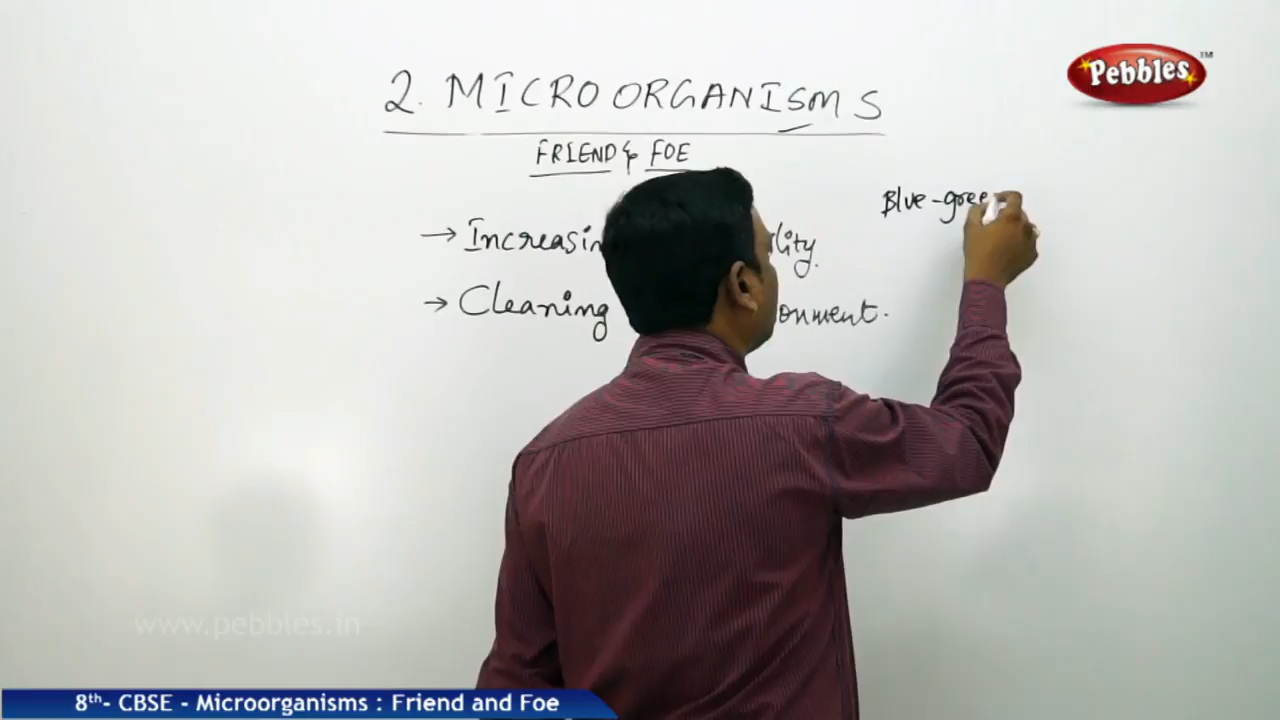 Pebbles™
2. MICROORGANISMS
FRIEND & FOE
Blue-gree
→ Increasin lity.
→ Cleaning onment.
www.pebbles.in
8th- CBSE - Microorganisms : Friend and Foe